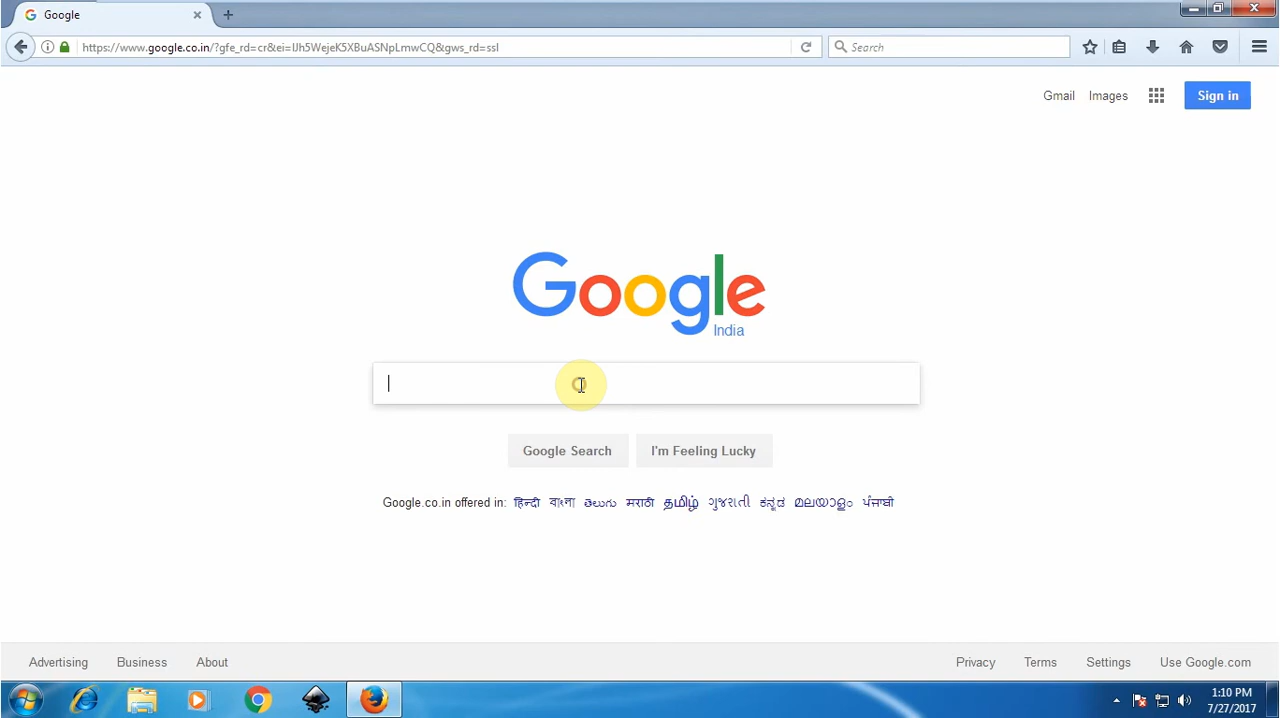 Google
https://www.google.co.in/?gfe_rd=cr&ei=IJh5WejeK5XBuASNpLmwCQ&gws_rd=ssl
Search
Gmail Images Sign in
Google
India
Google Search I'm Feeling Lucky
Google.co.in offered in: हिन्दी বাংলা తెలుగు मराठी தமிழ் ગુજરાતી ಕನ್ನಡ മലയാളം ਪੰਜਾਬੀ
Advertising Business About Privacy Terms Settings Use Google.com
1:10 PM
7/27/2017